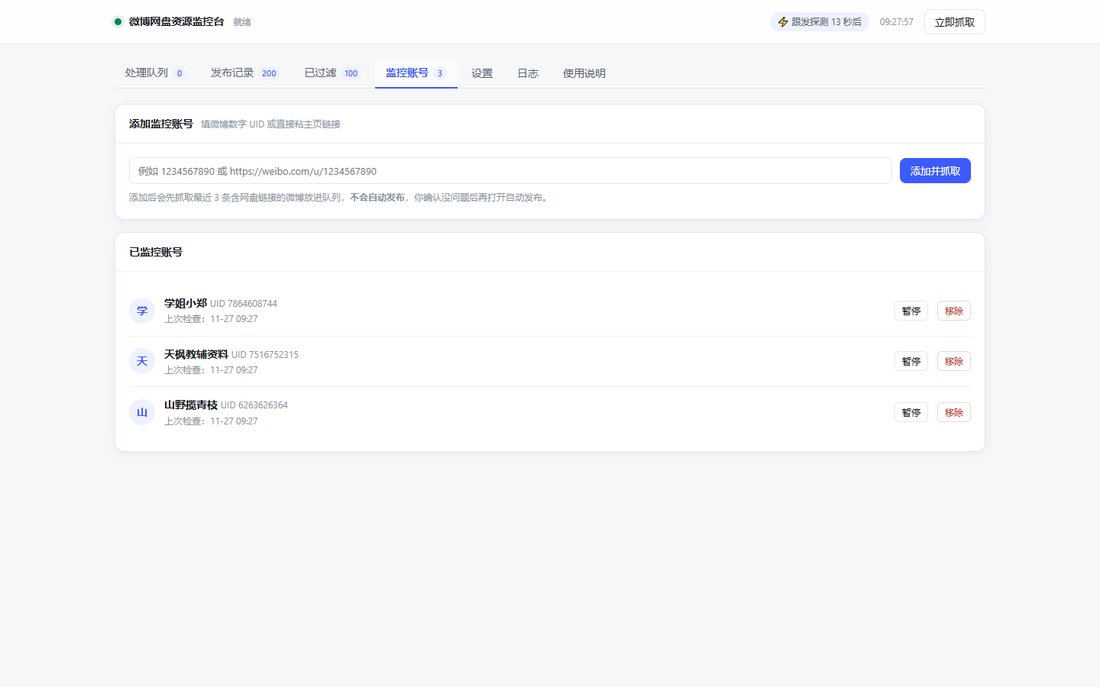 微博网盘资源监控台 就绪 ⚡ 跟发探测 13 秒后 09:27:57 立即抓取
处理队列 0 发布记录 200 已过滤 100 监控账号 3 设置 日志 使用说明
添加监控账号 填微博数字 UID 或直接粘主页链接
例如 1234567890 或 https://weibo.com/u/1234567890 添加并抓取
添加后会先抓取最近 3 条含网盘链接的微博放进队列，不会自动发布，你确认没问题后再打开自动发布。
已监控账号
学 学姐小郑 UID 7864608744 暂停 移除
上次检查：11-27 09:27
天 天枫教辅资料 UID 7516752315 暂停 移除
上次检查：11-27 09:27
山 山野揽青枝 UID 6263626364 暂停 移除
上次检查：11-27 09:27